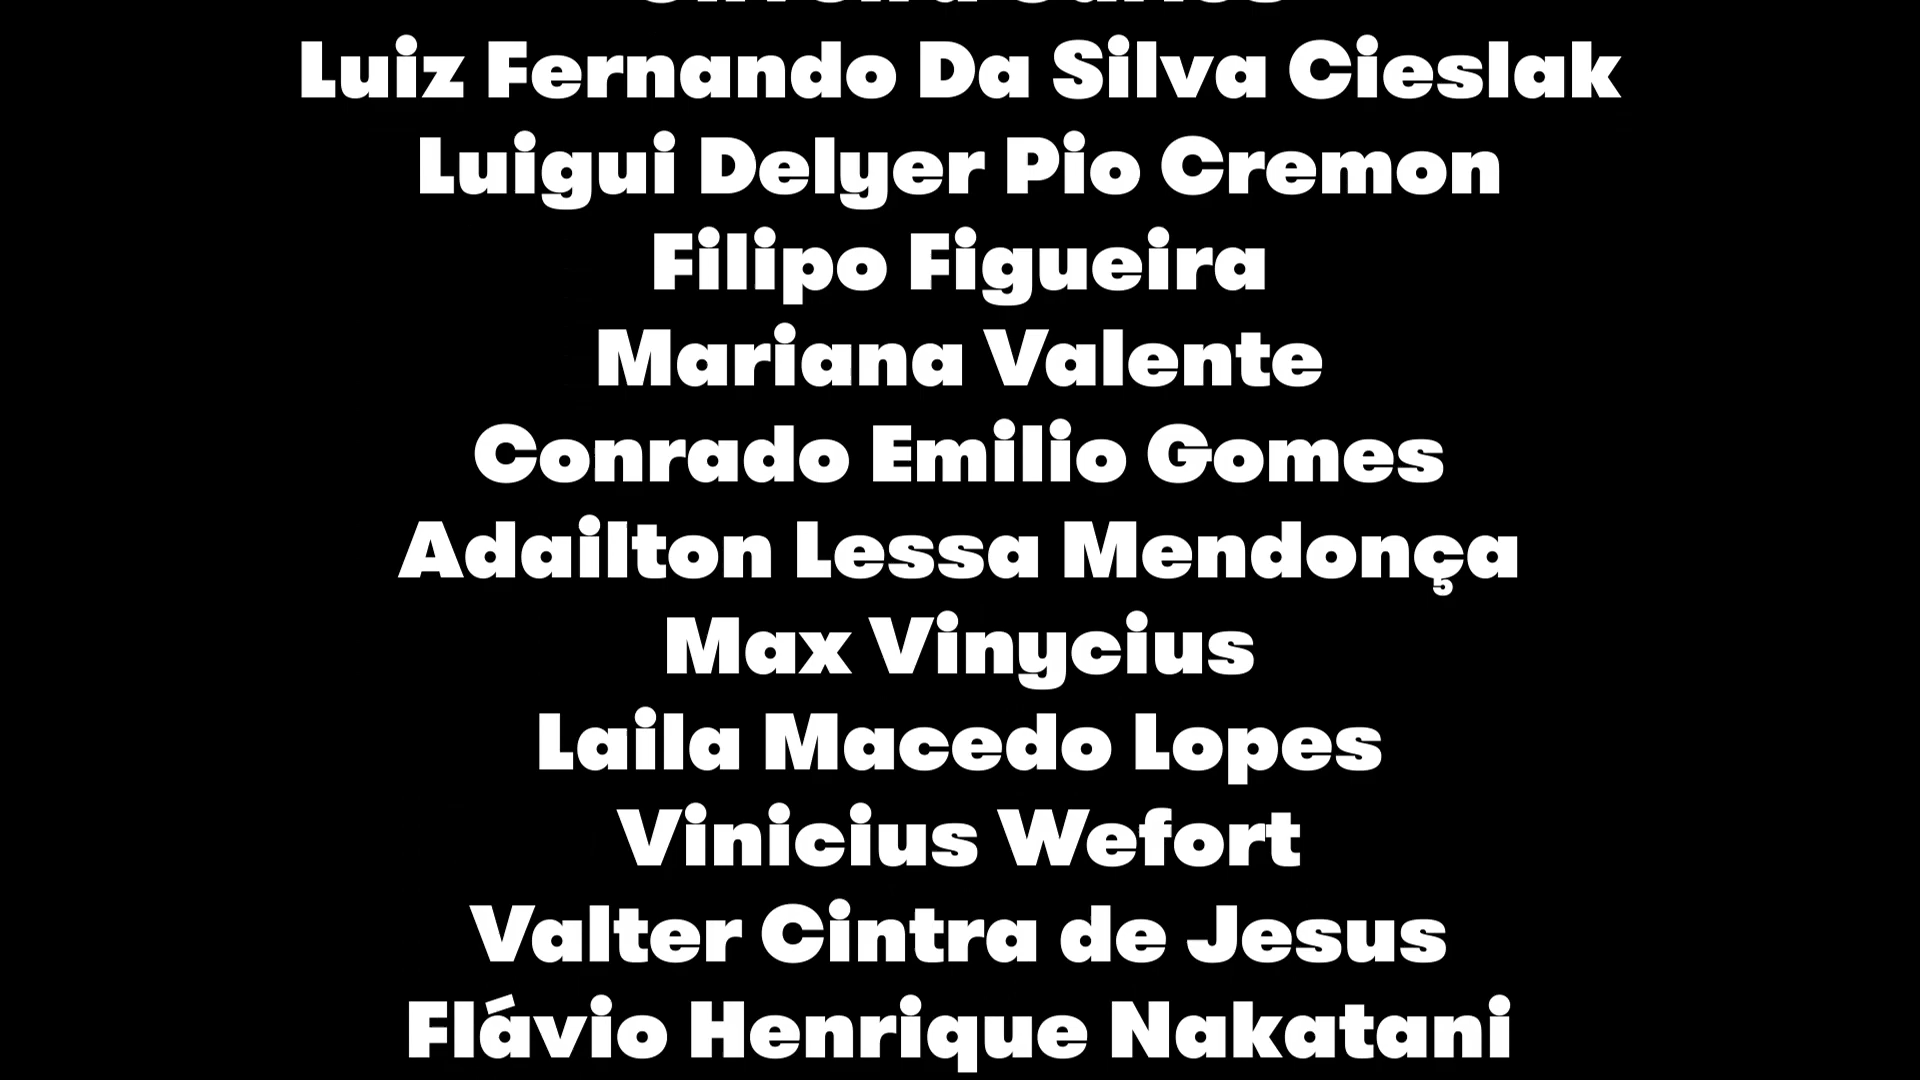 Luiz Fernando Da Silva Cieslak
Luigui Delyer Pio Cremon
Filipo Figueira
Mariana Valente
Conrado Emilio Gomes
Adailton Lessa Mendonça
Max Vinycius
Laila Macedo Lopes
Vinicius Wefort
Valter Cintra de Jesus
Flávio Henrique Nakatani